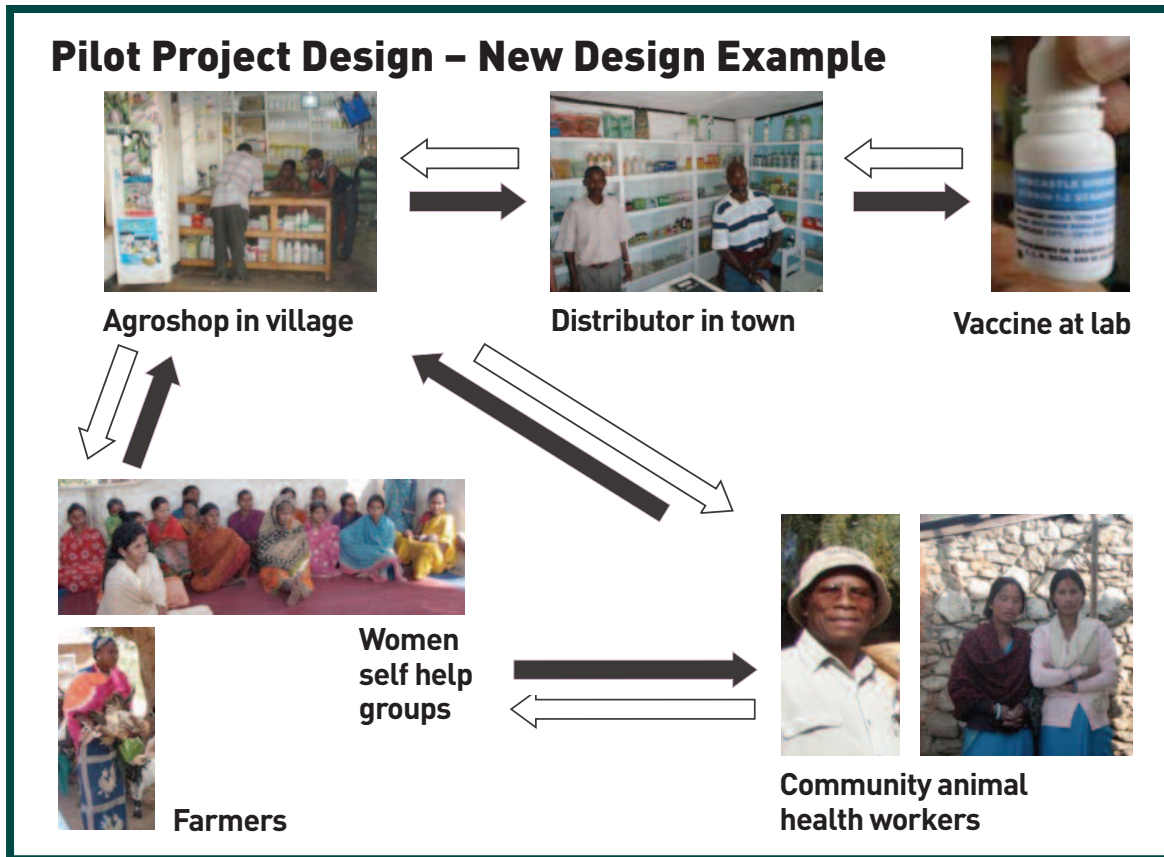 Pilot Project Design – New Design Example
Agroshop in village
Distributor in town
Vaccine at lab
Women
self help
groups
Farmers
Community animal
health workers